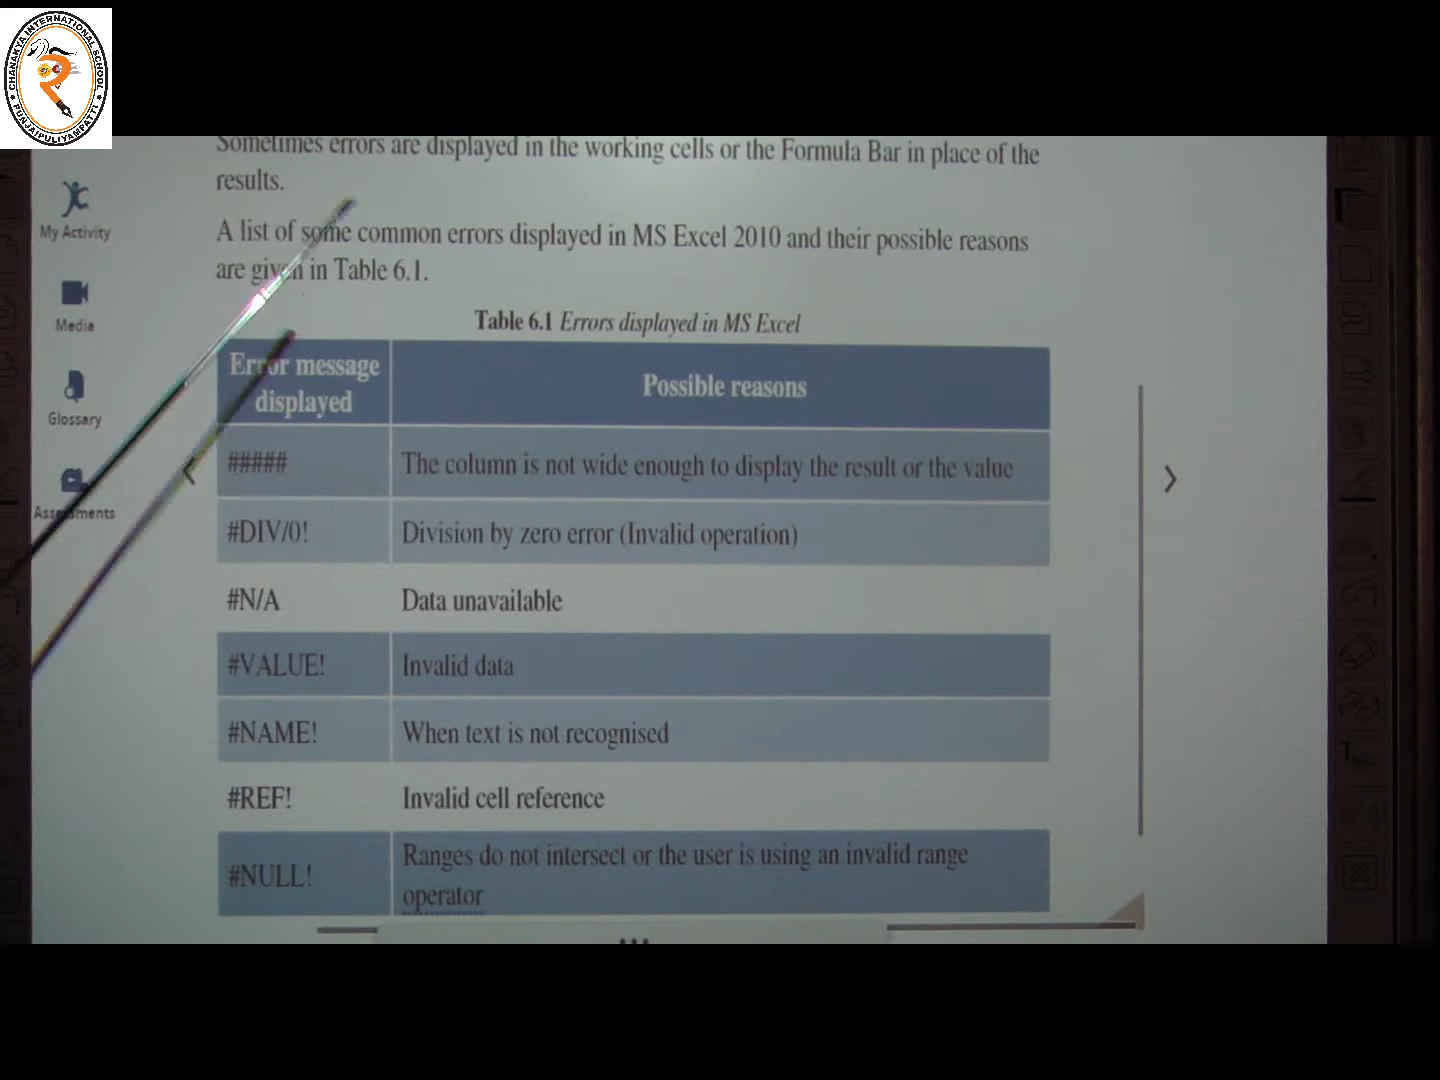 CHANAKYA INTERNATIONAL SCHOOL
PUNJAIPULIYAMPATTI
Sometimes errors are displayed in the working cells or the Formula Bar in place of the
results.
A list of some common errors displayed in MS Excel 2010 and their possible reasons
are given in Table 6.1.
My Activity
Media
Glossary
Assessments
Table 6.1 Errors displayed in MS Excel
Error message displayed Possible reasons
##### The column is not wide enough to display the result or the value
#DIV/0! Division by zero error (Invalid operation)
#N/A Data unavailable
#VALUE! Invalid data
#NAME! When text is not recognised
#REF! Invalid cell reference
#NULL! Ranges do not intersect or the user is using an invalid range
operator